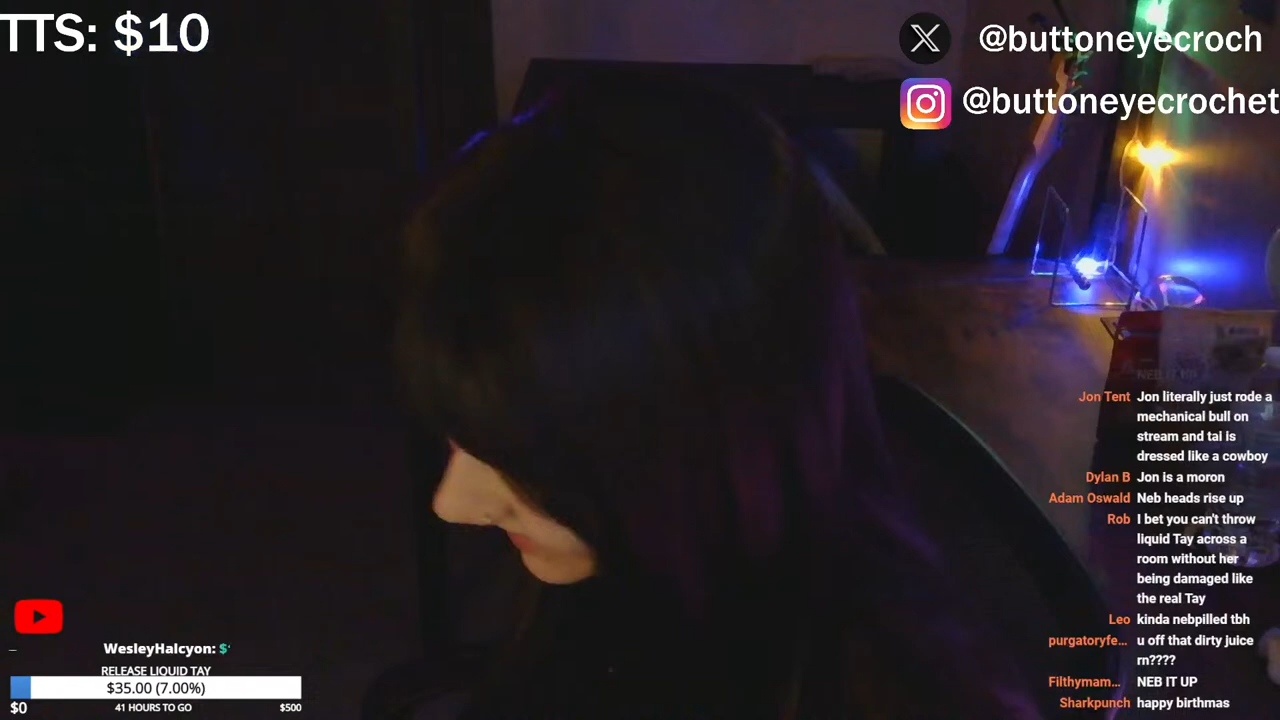 TTS: $10
@buttoneyecroch
@buttoneyecrochet
NEB IT UP
Jon Tent Jon literally just rode a
mechanical bull on
stream and tal is
dressed like a cowboy
Dylan B Jon is a moron
Adam Oswald Neb heads rise up
Rob I bet you can't throw
liquid Tay across a
room without her
being damaged like
the real Tay
Leo kinda nebpilled tbh
purgatoryfe... u off that dirty juice
rn????
Filthymam... NEB IT UP
Sharkpunch happy birthmas
WesleyHalcyon: $
RELEASE LIQUID TAY
$35.00 (7.00%)
$0 41 HOURS TO GO $500